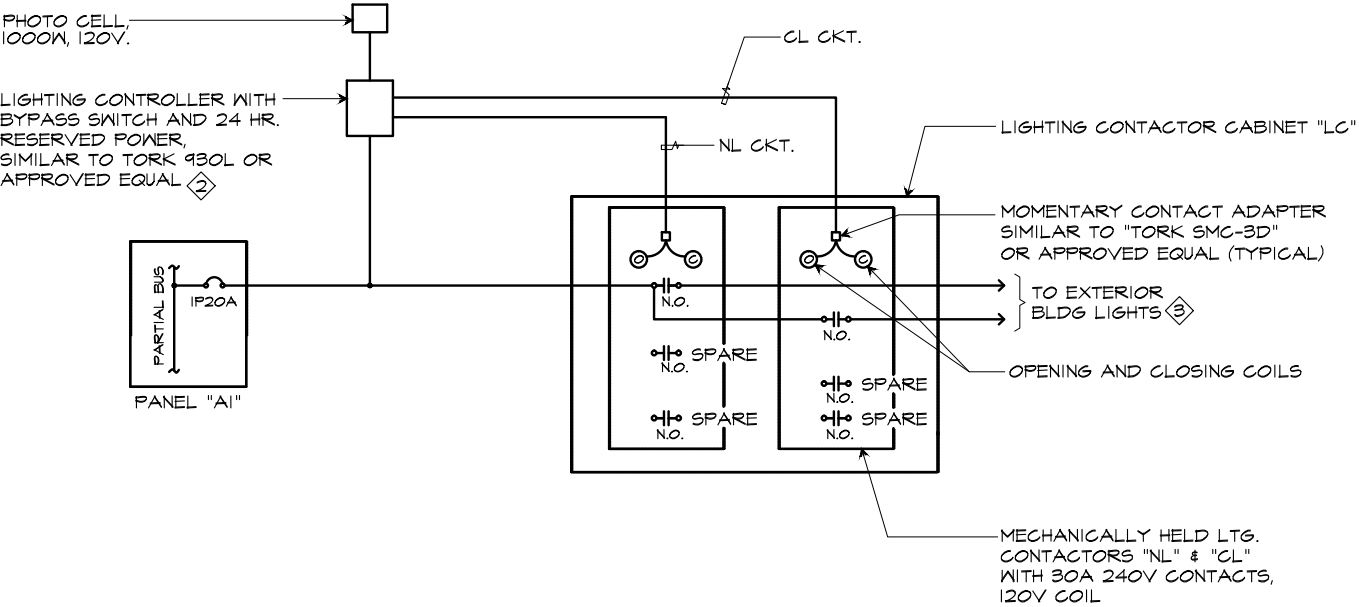 PHOTO CELL,
1000W, 120V.
CL CKT.
LIGHTING CONTROLLER WITH
BYPASS SWITCH AND 24 HR.
RESERVED POWER,
SIMILAR TO TORK 930L OR
APPROVED EQUAL 2
NL CKT.
LIGHTING CONTACTOR CABINET "LC"
MOMENTARY CONTACT ADAPTER
SIMILAR TO "TORK SMC-3D"
OR APPROVED EQUAL (TYPICAL)
C
C
C
C
PARTIAL BUS
1P20A
PANEL "A1"
N.O.
N.O.
TO EXTERIOR
BLDG LIGHTS 3
SPARE
N.O.
SPARE
N.O.
SPARE
N.O.
SPARE
N.O.
OPENING AND CLOSING COILS
MECHANICALLY HELD LTG.
CONTACTORS "NL" & "CL"
WITH 30A 240V CONTACTS,
120V COIL